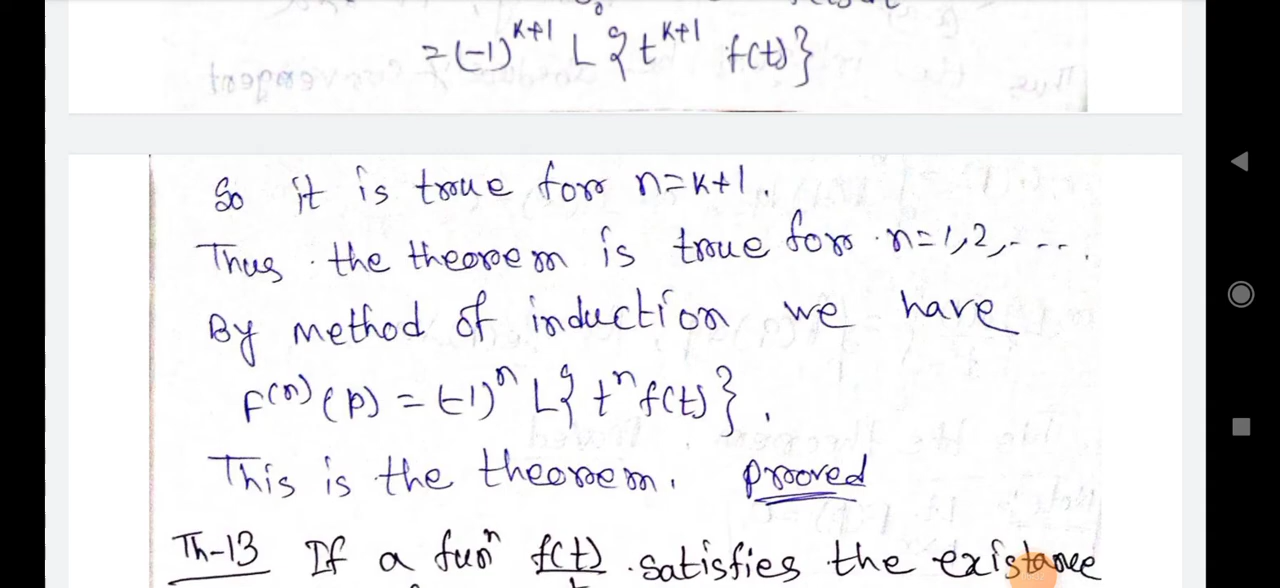 = (-1)^{k+1} L { t^{k+1} f(t) }
So it is true for n=k+1.
Thus the theorem is true for n=1,2,---.
By method of induction we have
F^{(n)}(p) = (-1)^n L{ t^n f(t) }.
This is the theorem. proved
Th-13 If a fun^n f(t) satisfies the existance